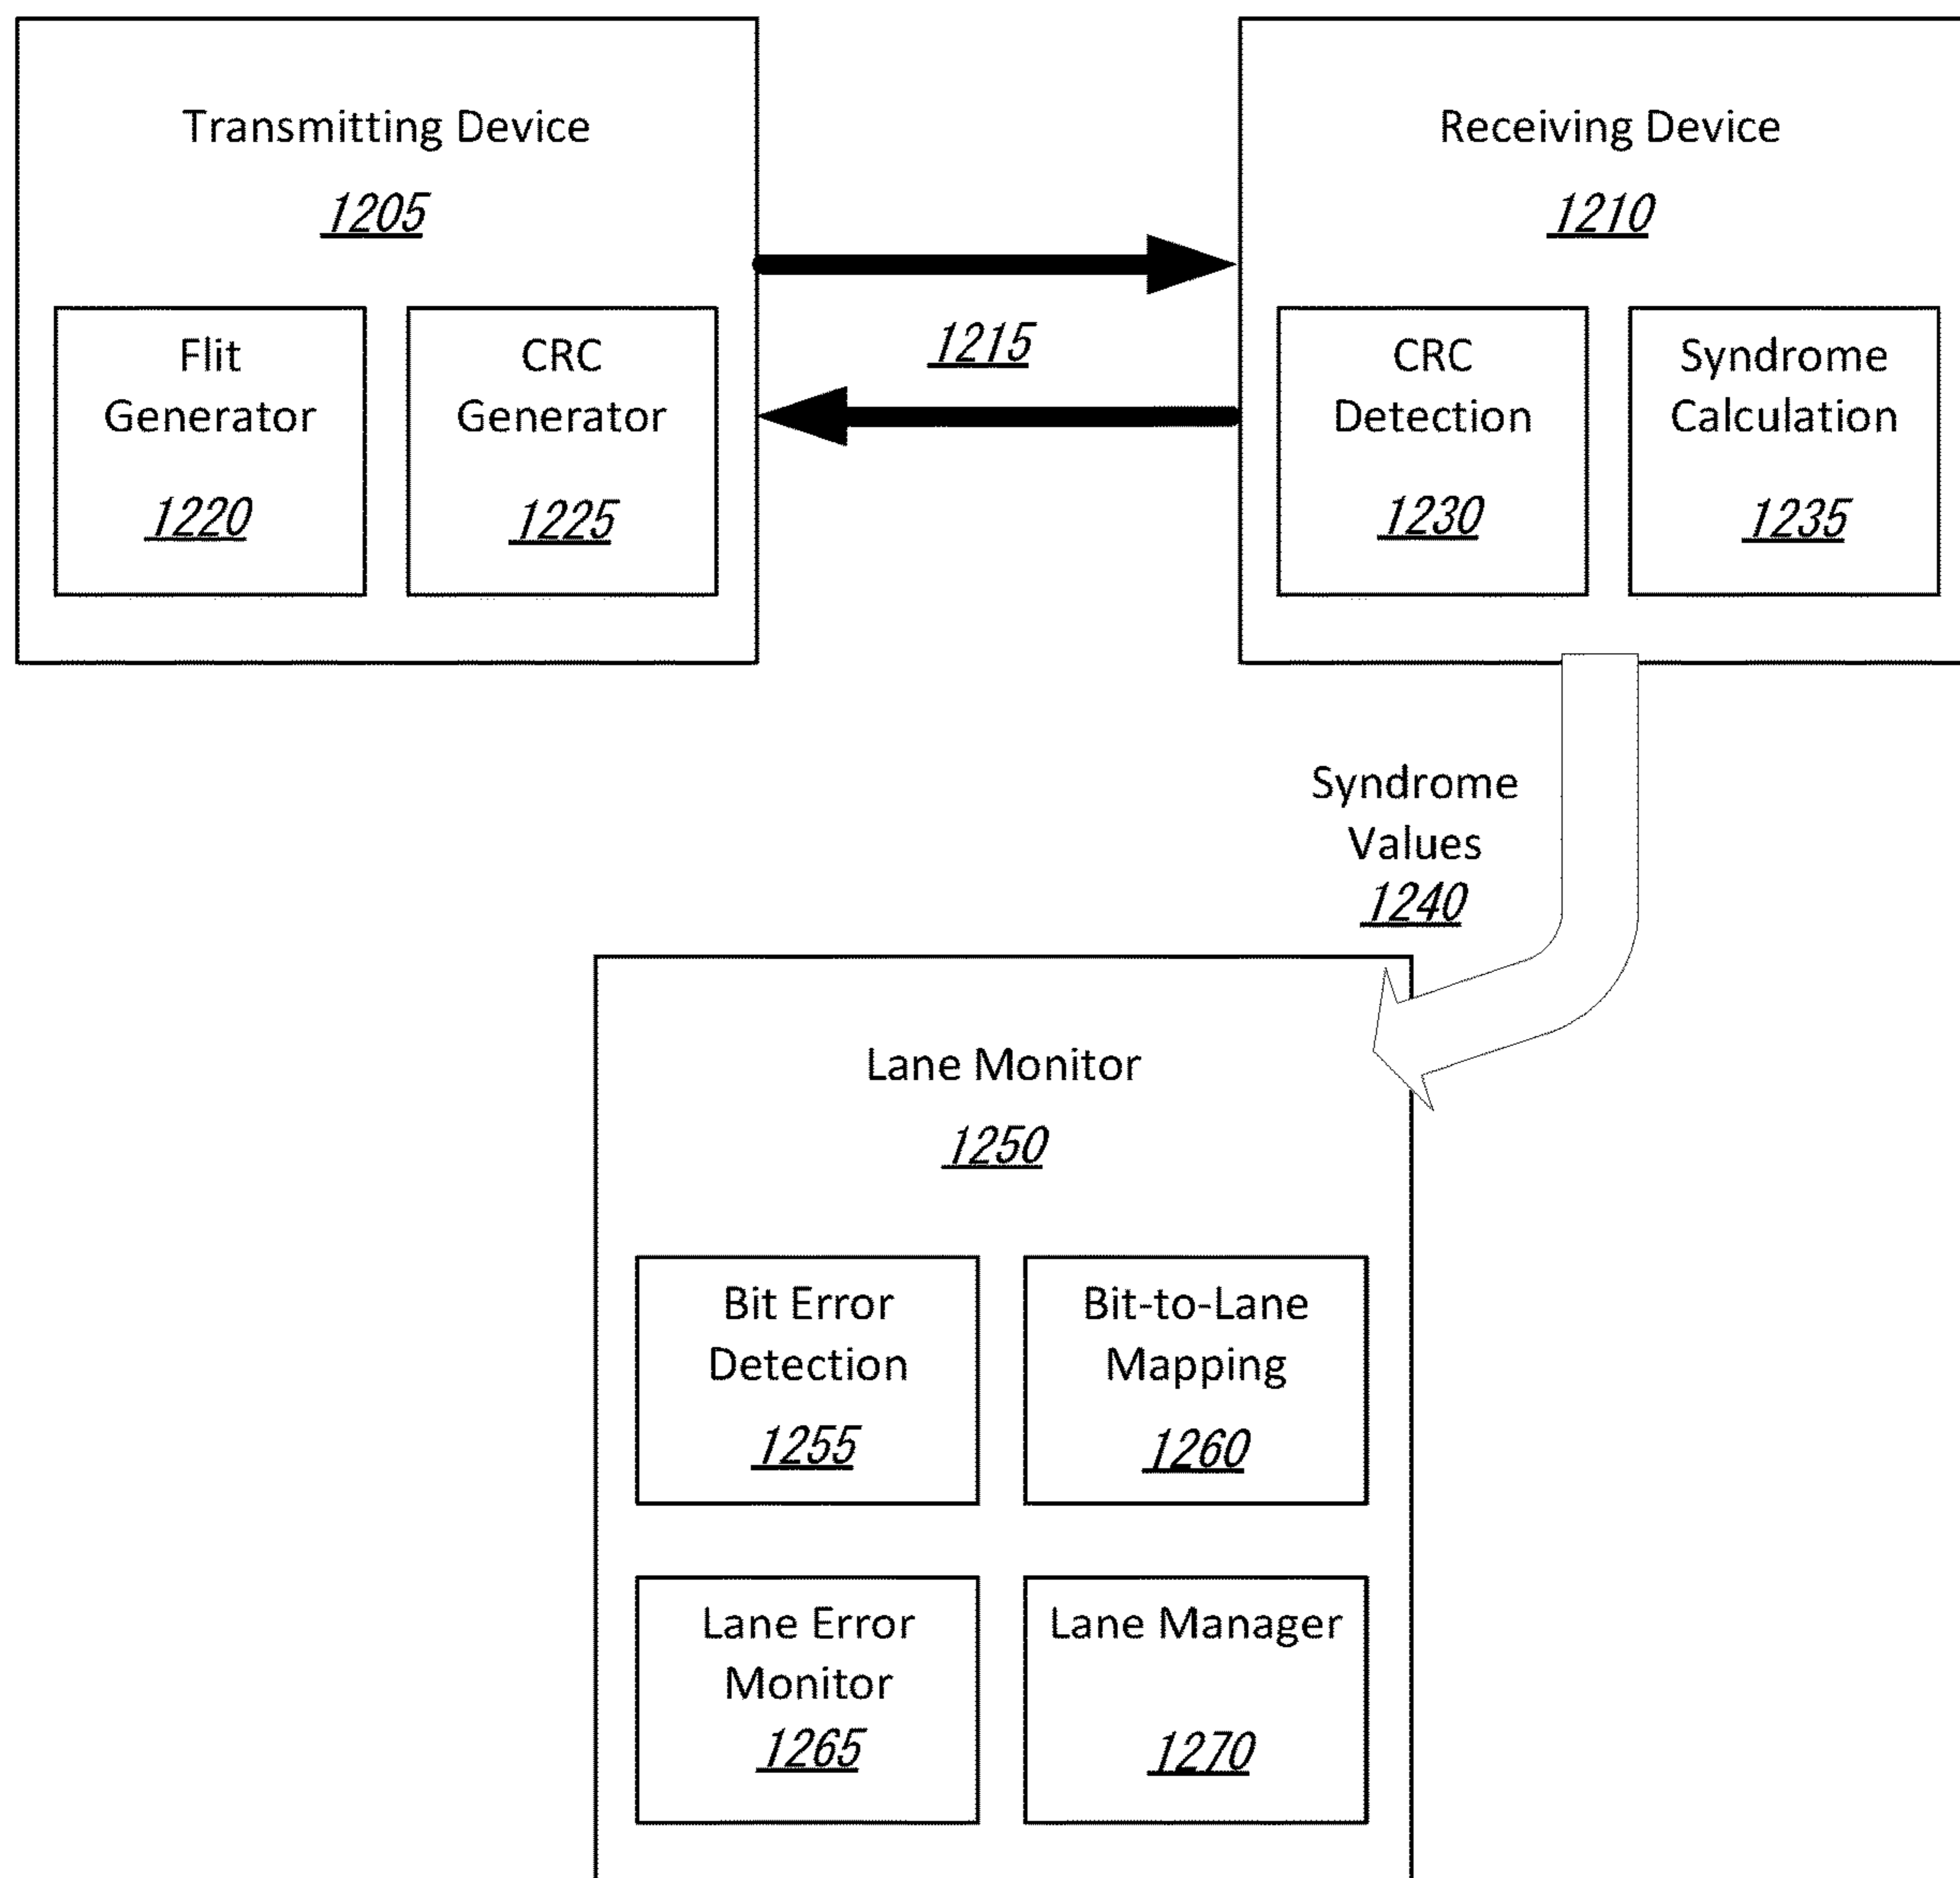 Transmitting Device
1205
Flit
Generator
1220
CRC
Generator
1225
1215
Receiving Device
1210
CRC
Detection
1230
Syndrome
Calculation
1235
Syndrome
Values
1240
Lane Monitor
1250
Bit Error
Detection
1255
Bit-to-Lane
Mapping
1260
Lane Error
Monitor
1265
Lane Manager
1270